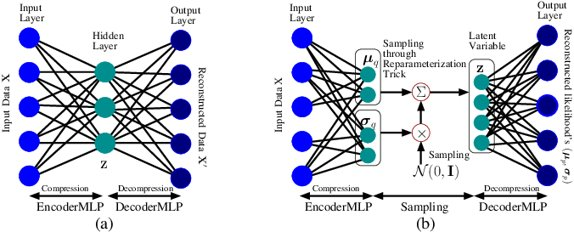 Input
Layer
Hidden
Layer
Output
Layer
Input Data X
Reconstructed Data X'
z
Compression
Decompression
EncoderMLP
DecoderMLP
(a)
Input
Layer
Sampling
through
Reparameterization
Trick
Latent
Variable
Output
Layer
Input Data X
μq
σq
Σ
×
z
Sampling
N(0, I)
Reconstructed likelihood's (μp, σp)
Compression
Decompression
EncoderMLP
Sampling
DecoderMLP
(b)